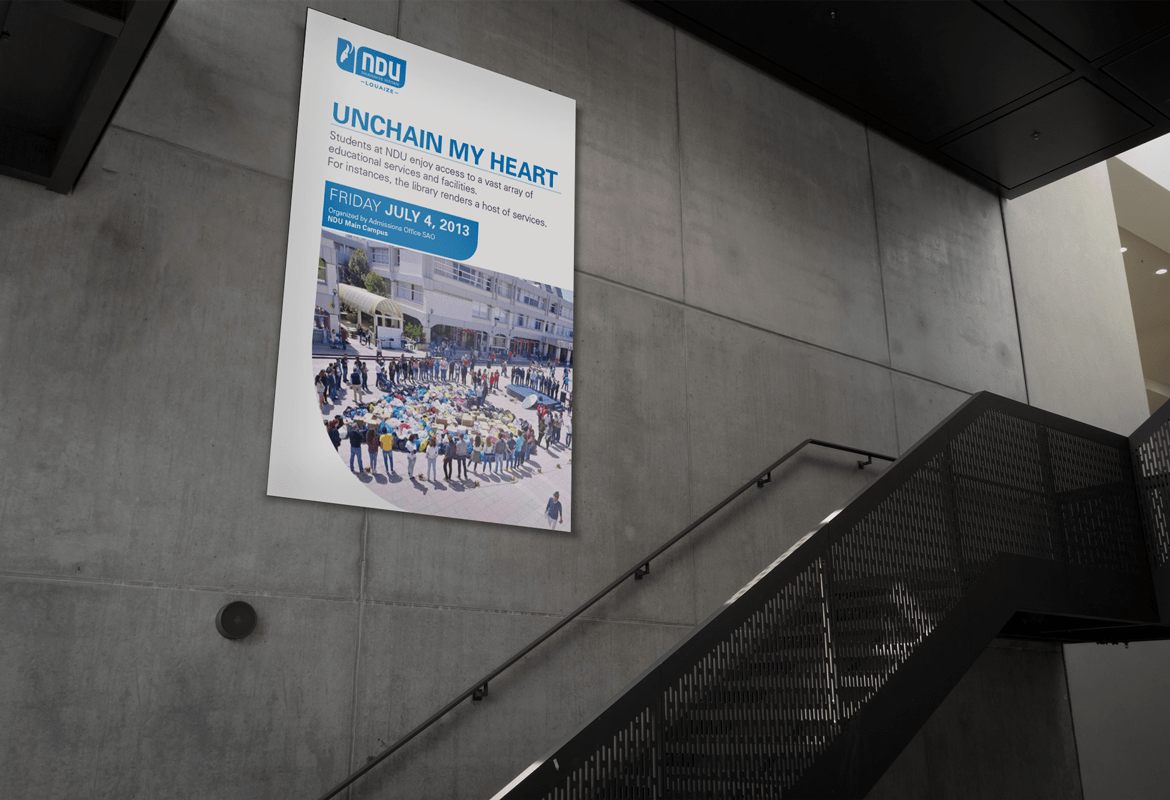 NDU
LOUAIZE
UNCHAIN MY HEART
Students at NDU enjoy access to a vast array of
educational services and facilities.
For instances, the library renders a host of services,
FRIDAY JULY 4, 2013
Organized by Admissions Office SAO
NDU Main Campus